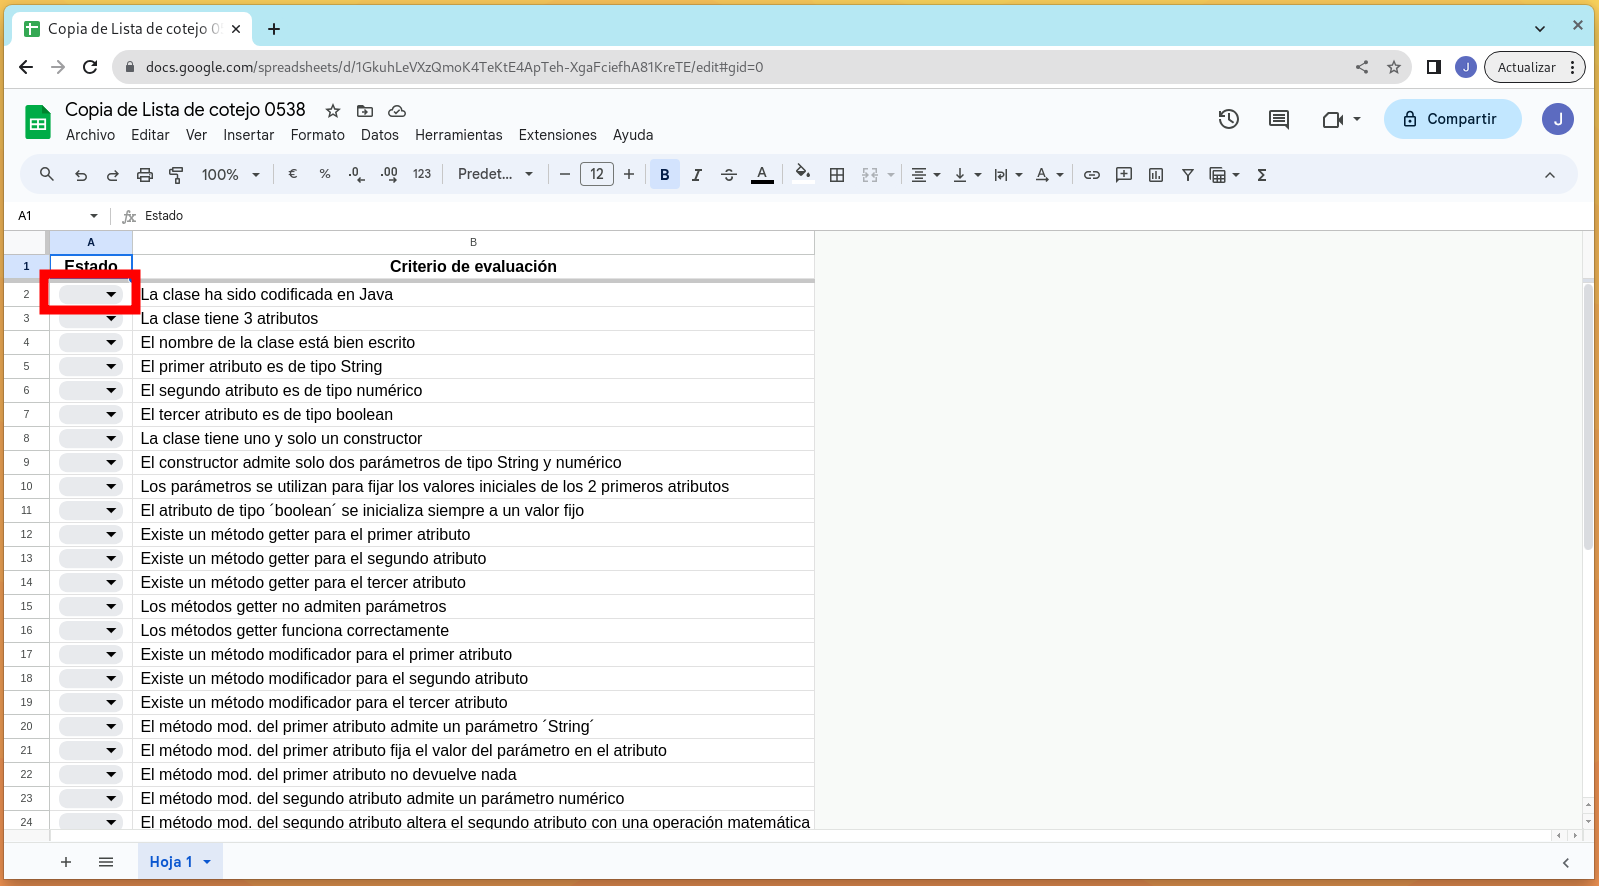 Copia de Lista de cotejo 05
docs.google.com/spreadsheets/d/1GkuhLeVXzQmoK4TeKtE4ApTeh-XgaFciefhA81KreTE/edit#gid=0
J
Actualizar
Copia de Lista de cotejo 0538
Archivo Editar Ver Insertar Formato Datos Herramientas Extensiones Ayuda
Compartir
J
100% € % .0 .00 123 Predet... 12 B I S A A Σ
A1 fx Estado
A B
1 Estado Criterio de evaluación
2 La clase ha sido codificada en Java
3 La clase tiene 3 atributos
4 El nombre de la clase está bien escrito
5 El primer atributo es de tipo String
6 El segundo atributo es de tipo numérico
7 El tercer atributo es de tipo boolean
8 La clase tiene uno y solo un constructor
9 El constructor admite solo dos parámetros de tipo String y numérico
10 Los parámetros se utilizan para fijar los valores iniciales de los 2 primeros atributos
11 El atributo de tipo ´boolean´ se inicializa siempre a un valor fijo
12 Existe un método getter para el primer atributo
13 Existe un método getter para el segundo atributo
14 Existe un método getter para el tercer atributo
15 Los métodos getter no admiten parámetros
16 Los métodos getter funciona correctamente
17 Existe un método modificador para el primer atributo
18 Existe un método modificador para el segundo atributo
19 Existe un método modificador para el tercer atributo
20 El método mod. del primer atributo admite un parámetro ´String´
21 El método mod. del primer atributo fija el valor del parámetro en el atributo
22 El método mod. del primer atributo no devuelve nada
23 El método mod. del segundo atributo admite un parámetro numérico
24 El método mod. del segundo atributo altera el segundo atributo con una operación matemática
Hoja 1